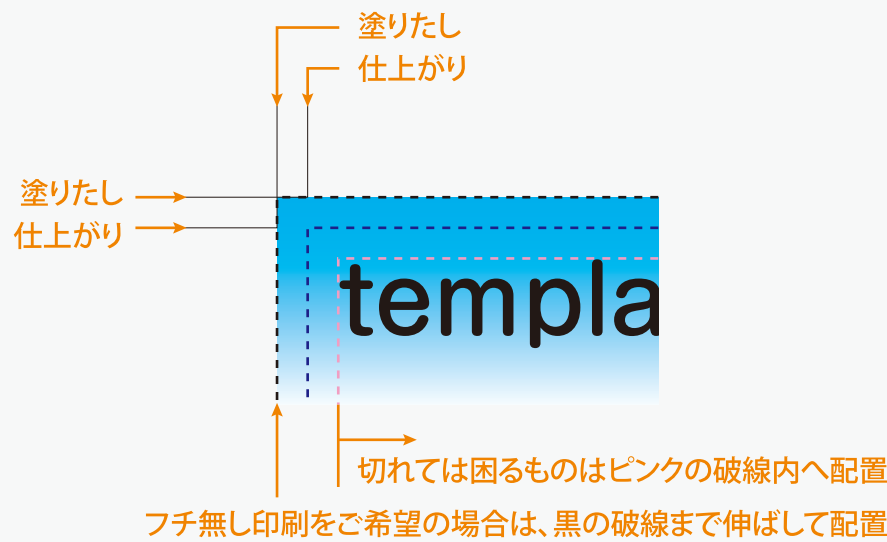 塗りたし
仕上がり
塗りたし
仕上がり
templa
切れては困るものはピンクの破線内へ配置
フチ無し印刷をご希望の場合は、黒の破線まで伸ばして配置